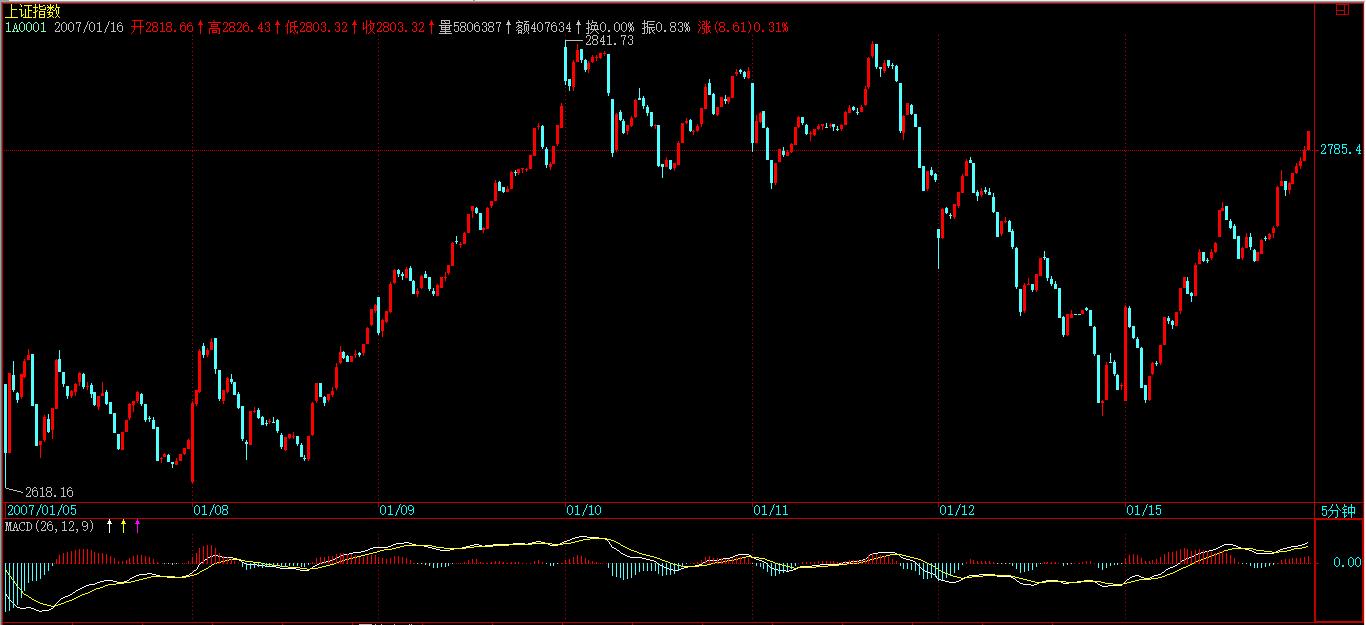 上证指数
1A0001 2007/01/16 开2818.66↑高2826.43↑低2803.32↑收2803.32↑量5806387↑额407634↑换0.00% 振0.83% 涨(8.61)0.31%
2841.73
2785.4
2618.16
2007/01/05 01/08 01/09 01/10 01/11 01/12 01/15 5分钟
MACD(26,12,9) ↑ ↑ ↑
0.00